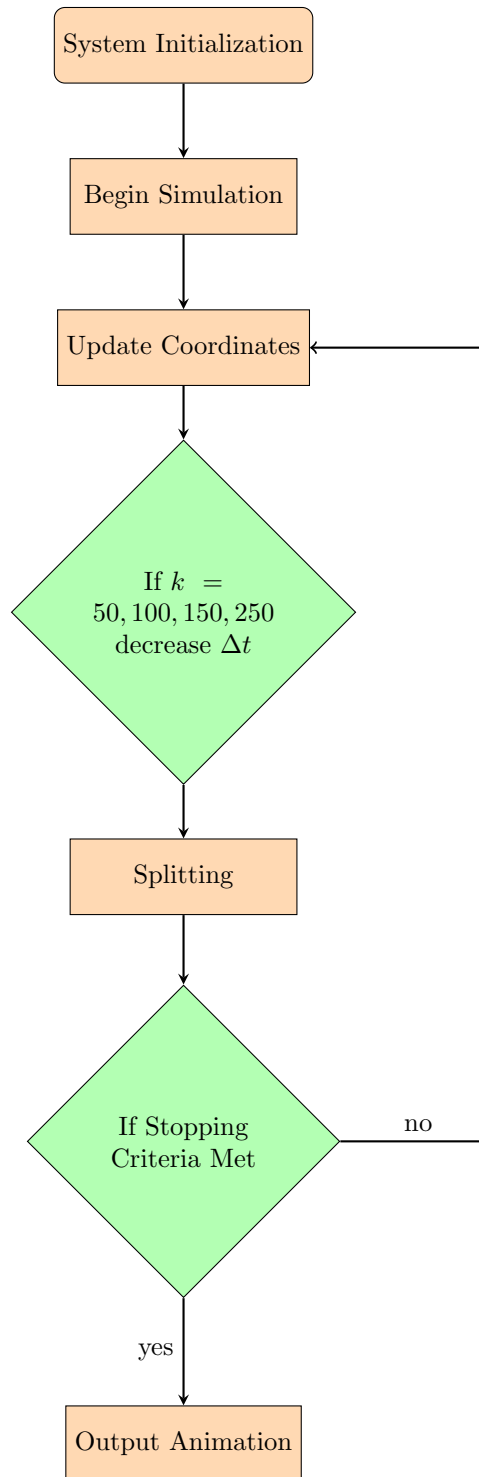 System Initialization
Begin Simulation
Update Coordinates
If k =
50, 100, 150, 250
decrease Δt
Splitting
If Stopping
Criteria Met
no
yes
Output Animation